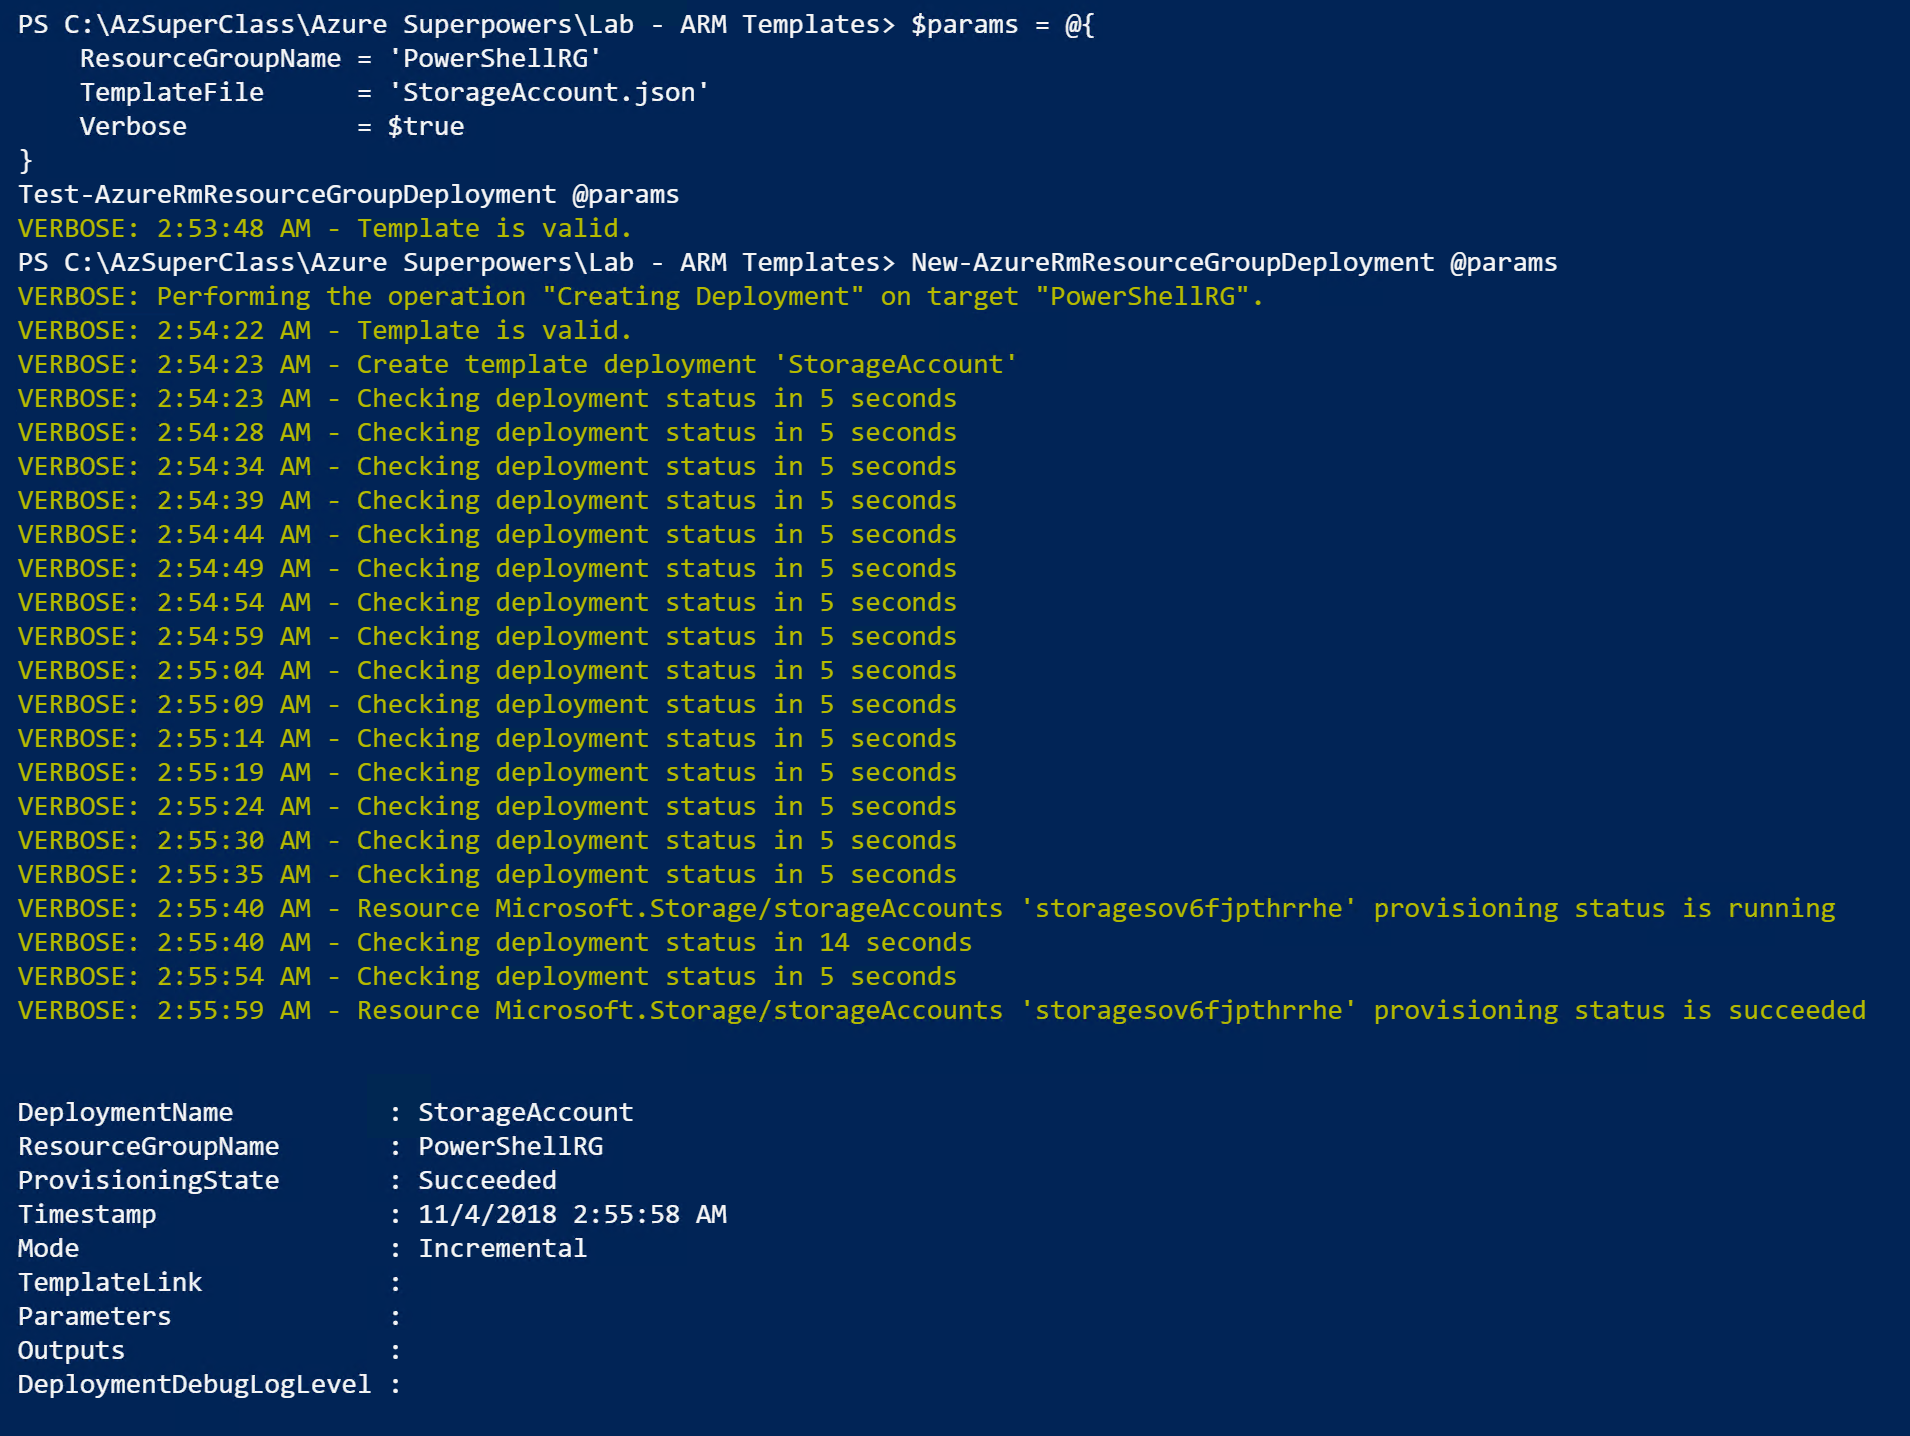 PS C:\AzSuperClass\Azure Superpowers\Lab - ARM Templates> $params = @{
    ResourceGroupName = 'PowerShellRG'
    TemplateFile      = 'StorageAccount.json'
    Verbose           = $true
}
Test-AzureRmResourceGroupDeployment @params
VERBOSE: 2:53:48 AM - Template is valid.
PS C:\AzSuperClass\Azure Superpowers\Lab - ARM Templates> New-AzureRmResourceGroupDeployment @params
VERBOSE: Performing the operation "Creating Deployment" on target "PowerShellRG".
VERBOSE: 2:54:22 AM - Template is valid.
VERBOSE: 2:54:23 AM - Create template deployment 'StorageAccount'
VERBOSE: 2:54:23 AM - Checking deployment status in 5 seconds
VERBOSE: 2:54:28 AM - Checking deployment status in 5 seconds
VERBOSE: 2:54:34 AM - Checking deployment status in 5 seconds
VERBOSE: 2:54:39 AM - Checking deployment status in 5 seconds
VERBOSE: 2:54:44 AM - Checking deployment status in 5 seconds
VERBOSE: 2:54:49 AM - Checking deployment status in 5 seconds
VERBOSE: 2:54:54 AM - Checking deployment status in 5 seconds
VERBOSE: 2:54:59 AM - Checking deployment status in 5 seconds
VERBOSE: 2:55:04 AM - Checking deployment status in 5 seconds
VERBOSE: 2:55:09 AM - Checking deployment status in 5 seconds
VERBOSE: 2:55:14 AM - Checking deployment status in 5 seconds
VERBOSE: 2:55:19 AM - Checking deployment status in 5 seconds
VERBOSE: 2:55:24 AM - Checking deployment status in 5 seconds
VERBOSE: 2:55:30 AM - Checking deployment status in 5 seconds
VERBOSE: 2:55:35 AM - Checking deployment status in 5 seconds
VERBOSE: 2:55:40 AM - Resource Microsoft.Storage/storageAccounts 'storagesov6fjpthrrhe' provisioning status is running
VERBOSE: 2:55:40 AM - Checking deployment status in 14 seconds
VERBOSE: 2:55:54 AM - Checking deployment status in 5 seconds
VERBOSE: 2:55:59 AM - Resource Microsoft.Storage/storageAccounts 'storagesov6fjpthrrhe' provisioning status is succeeded
DeploymentName          : StorageAccount
ResourceGroupName       : PowerShellRG
ProvisioningState       : Succeeded
Timestamp               : 11/4/2018 2:55:58 AM
Mode                    : Incremental
TemplateLink            :
Parameters              :
Outputs                 :
DeploymentDebugLogLevel :